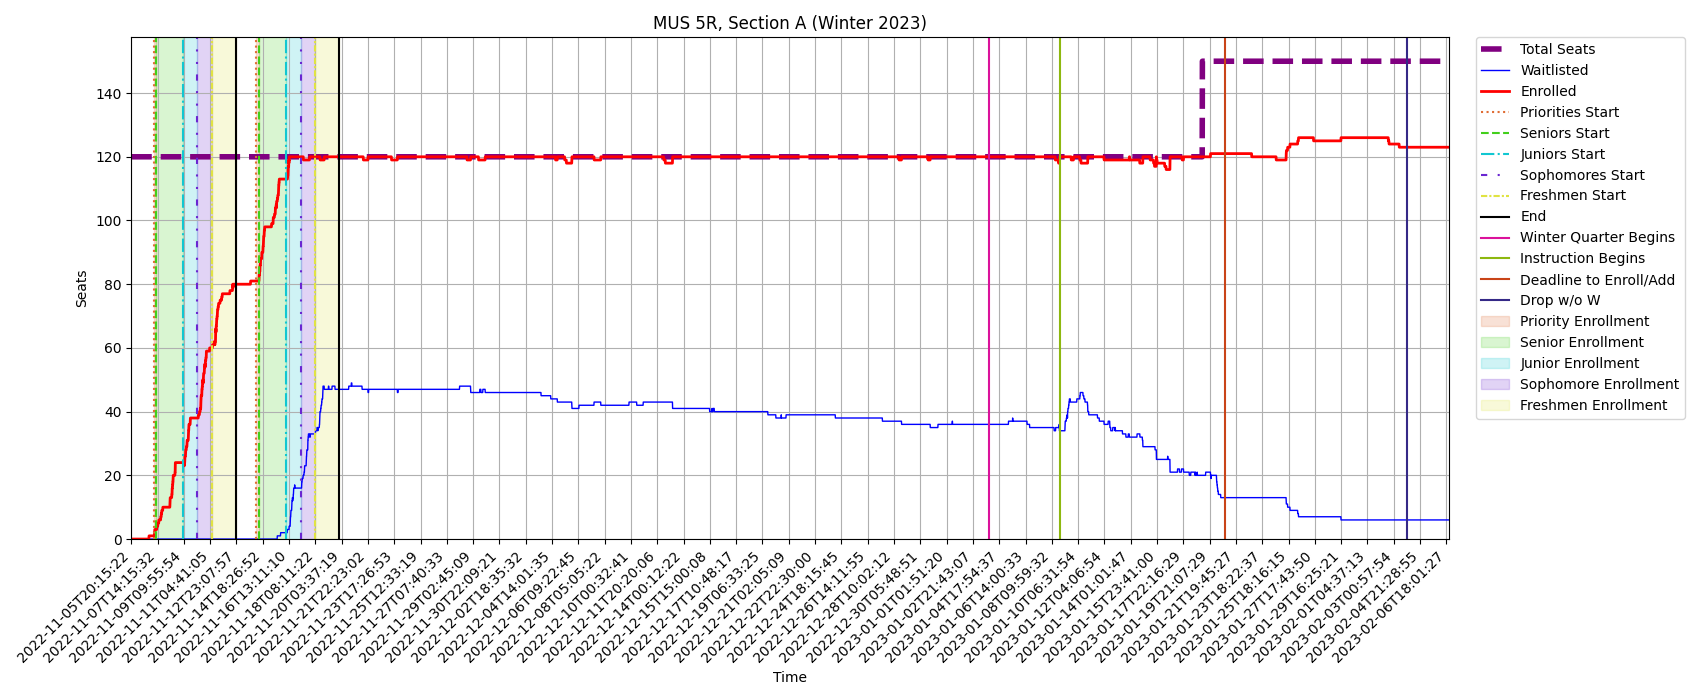 MUS 5R, Section A (Winter 2023)
Seats
140
120
100
80
60
40
20
0
2022-11-05T20:15:22
2022-11-07T14:15:32
2022-11-09T09:55:54
2022-11-11T04:41:05
2022-11-12T23:07:57
2022-11-14T18:26:52
2022-11-16T13:11:10
2022-11-18T08:11:22
2022-11-20T03:37:19
2022-11-21T22:23:02
2022-11-23T17:26:53
2022-11-25T12:33:19
2022-11-27T07:40:33
2022-11-29T02:45:09
2022-11-30T22:09:21
2022-12-02T18:35:32
2022-12-04T14:01:35
2022-12-06T09:22:45
2022-12-08T05:05:22
2022-12-10T00:32:41
2022-12-11T20:20:06
2022-12-14T00:12:22
2022-12-15T15:00:08
2022-12-17T10:48:17
2022-12-19T06:33:25
2022-12-21T02:05:09
2022-12-22T22:30:00
2022-12-24T18:15:45
2022-12-26T14:11:55
2022-12-28T10:02:12
2022-12-30T05:48:51
2023-01-01T01:51:20
2023-01-02T21:43:07
2023-01-04T17:54:37
2023-01-06T14:00:33
2023-01-08T09:59:32
2023-01-10T06:31:54
2023-01-12T04:06:54
2023-01-14T01:01:47
2023-01-15T23:41:00
2023-01-17T22:16:29
2023-01-19T21:07:29
2023-01-21T19:45:27
2023-01-23T18:22:37
2023-01-25T18:16:15
2023-01-27T17:43:50
2023-01-29T16:25:21
2023-02-01T04:37:13
2023-02-03T00:57:54
2023-02-04T21:28:55
2023-02-06T18:01:27
Time
Total Seats
Waitlisted
Enrolled
Priorities Start
Seniors Start
Juniors Start
Sophomores Start
Freshmen Start
End
Winter Quarter Begins
Instruction Begins
Deadline to Enroll/Add
Drop w/o W
Priority Enrollment
Senior Enrollment
Junior Enrollment
Sophomore Enrollment
Freshmen Enrollment